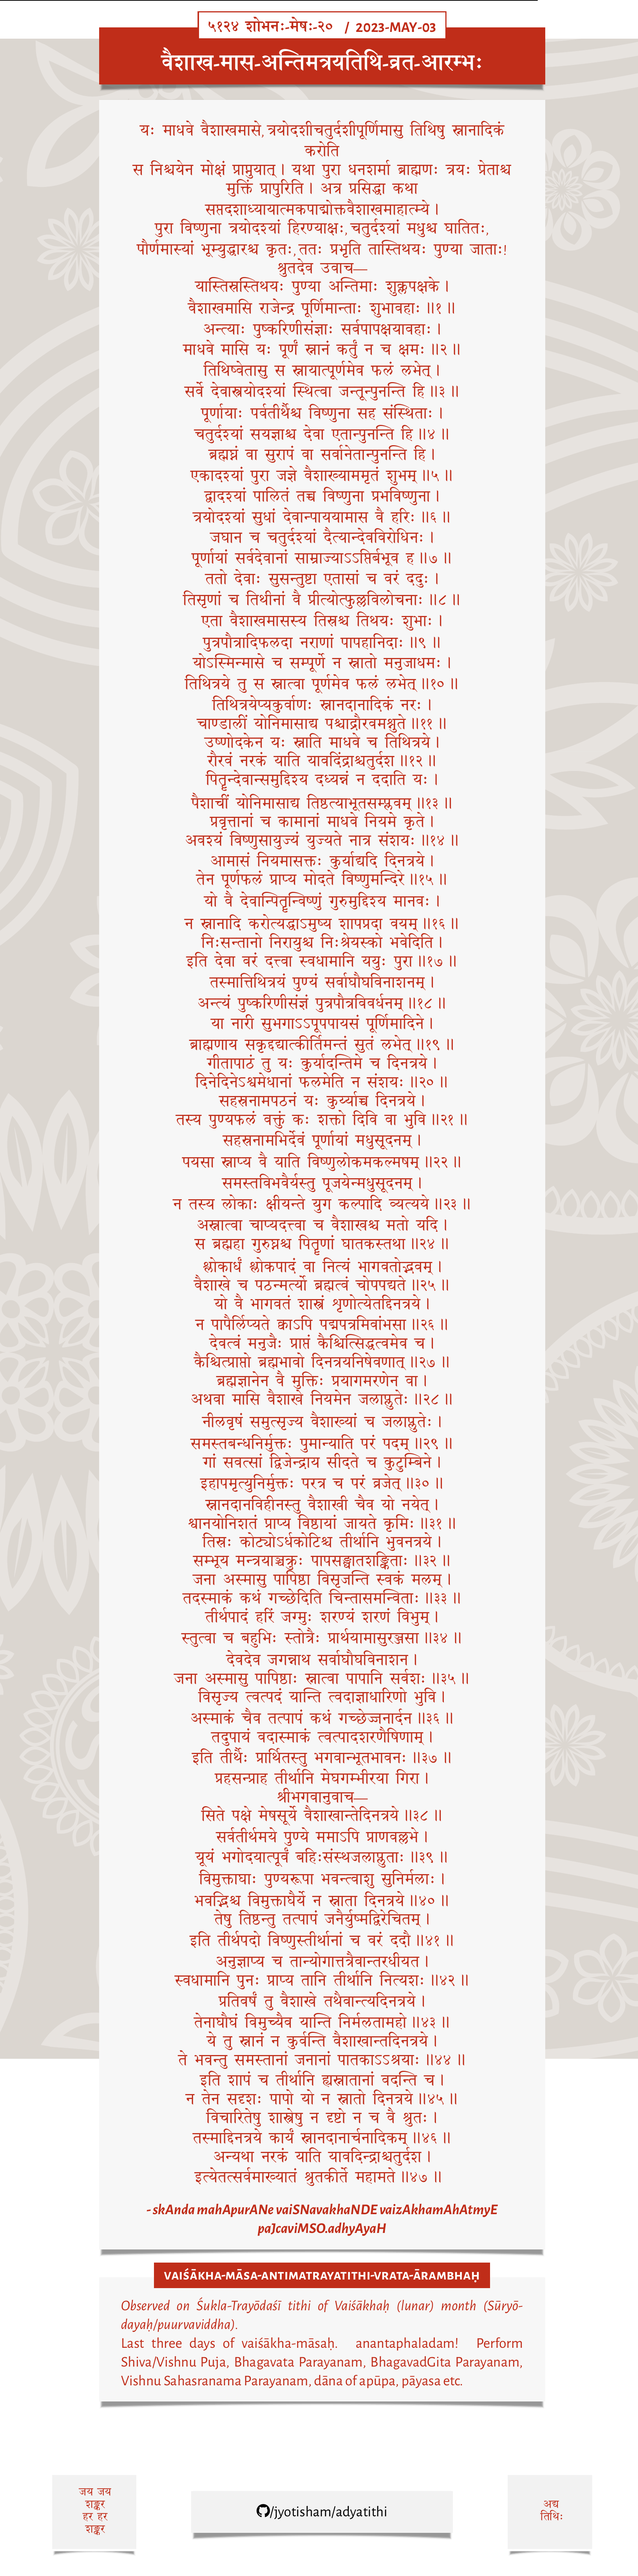 ५१२४ शोभनः-मेषः-२० / 2023-MAY-03
वैशाख-मास-अन्तिमत्रयतिथि-व्रत-आरम्भः
यः माधवे वैशाखमासे, त्रयोदशीचतुर्दशीपूर्णिमासु तिथिषु स्नानादिकं
करोति
स निश्चयेन मोक्षं प्राप्नुयात् । यथा पुरा धनशर्मा ब्राह्मणः त्रयः प्रेताश्च
मुक्तिं प्रापुरिति । अत्र प्रसिद्धा कथा
सप्तदशाध्यायात्मकपाद्मोक्तवैशाखमाहात्म्ये ।
पुरा विष्णुना त्रयोदश्यां हिरण्याक्षः, चतुर्दश्यां मधुश्च घातितः,
पौर्णमास्यां भूम्युद्धारश्च कृतः, ततः प्रभृति तास्तिथयः पुण्या जाताः!
श्रुतदेव उवाच—
यास्तिस्रस्तिथयः पुण्या अन्तिमाः शुक्लपक्षके ।
वैशाखमासि राजेन्द्र पूर्णिमान्ताः शुभावहाः ॥१ ॥
अन्त्याः पुष्करिणीसंज्ञाः सर्वपापक्षयावहाः ।
माधवे मासि यः पूर्णं स्नानं कर्तुं न च क्षमः ॥२ ॥
तिथिष्वेतासु स स्नायात्पूर्णमेव फलं लभेत् ।
सर्वे देवास्त्रयोदश्यां स्थित्वा जन्तून्पुनन्ति हि ॥३ ॥
पूर्णायाः पर्वतीर्थैश्च विष्णुना सह संस्थिताः ।
चतुर्दश्यां सयज्ञाश्च देवा एतान्पुनन्ति हि ॥४ ॥
ब्रह्मघ्नं वा सुरापं वा सर्वानेतान्पुनन्ति हि ।
एकादश्यां पुरा जज्ञे वैशाख्याममृतं शुभम् ॥५ ॥
द्वादश्यां पालितं तच्च विष्णुना प्रभविष्णुना ।
त्रयोदश्यां सुधां देवान्पाययामास वै हरिः ॥६ ॥
जघान च चतुर्दश्यां दैत्यान्देवविरोधिनः ।
पूर्णायां सर्वदेवानां साम्राज्याऽऽप्तिर्बभूव ह ॥७ ॥
ततो देवाः सुसन्तुष्टा एतासां च वरं ददुः ।
तिसृणां च तिथीनां वै प्रीत्योत्फुल्लविलोचनाः ॥८ ॥
एता वैशाखमासस्य तिस्रश्च तिथयः शुभाः ।
पुत्रपौत्रादिफलदा नराणां पापहानिदाः ॥९ ॥
योऽस्मिन्मासे च सम्पूर्णे न स्नातो मनुजाधमः ।
तिथित्रये तु स स्नात्वा पूर्णमेव फलं लभेत् ॥१० ॥
तिथित्रयेप्यकुर्वाणः स्नानदानादिकं नरः ।
चाण्डालीं योनिमासाद्य पश्चाद्रौरवमश्नुते ॥११ ॥
उष्णोदकेन यः स्नाति माधवे च तिथित्रये ।
रौरवं नरकं याति यावदिंद्राश्चतुर्दश ॥१२ ॥
पितॄन्देवान्समुद्दिश्य दध्यन्नं न ददाति यः ।
पैशाचीं योनिमासाद्य तिष्ठत्याभूतसम्प्लवम् ॥१३ ॥
प्रवृत्तानां च कामानां माधवे नियमे कृते ।
अवश्यं विष्णुसायुज्यं युज्यते नात्र संशयः ॥१४ ॥
आमासं नियमासक्तः कुर्याद्यदि दिनत्रये ।
तेन पूर्णफलं प्राप्य मोदते विष्णुमन्दिरे ॥१५ ॥
यो वै देवान्पितॄन्विष्णुं गुरुमुद्दिश्य मानवः ।
न स्नानादि करोत्यद्धाऽमुष्य शापप्रदा वयम् ॥१६ ॥
निःसन्तानो निरायुश्च निःश्रेयस्को भवेदिति ।
इति देवा वरं दत्त्वा स्वधामानि ययुः पुरा ॥१७ ॥
तस्मात्तिथित्रयं पुण्यं सर्वाघौघविनाशनम् ।
अन्त्यं पुष्करिणीसंज्ञं पुत्रपौत्रविवर्धनम् ॥१८ ॥
या नारी सुभगाऽऽपूपपायसं पूर्णिमादिने ।
ब्राह्मणाय सकृद्दद्यात्कीर्तिमन्तं सुतं लभेत् ॥१९ ॥
गीतापाठं तु यः कुर्यादन्तिमे च दिनत्रये ।
दिनेदिनेऽश्वमेधानां फलमेति न संशयः ॥२० ॥
सहस्रनामपठनं यः कुर्य्याच्च दिनत्रये ।
तस्य पुण्यफलं वक्तुं कः शक्तो दिवि वा भुवि ॥२१ ॥
सहस्रनामभिर्देवं पूर्णायां मधुसूदनम् ।
पयसा स्नाप्य वै याति विष्णुलोकमकल्मषम् ॥२२ ॥
समस्तविभवैर्यस्तु पूजयेन्मधुसूदनम् ।
न तस्य लोकाः क्षीयन्ते युग कल्पादि व्यत्यये ॥२३ ॥
अस्नात्वा चाप्यदत्त्वा च वैशाखश्च मतो यदि ।
स ब्रह्महा गुरुघ्नश्च पितॄणां घातकस्तथा ॥२४ ॥
श्लोकार्धं श्लोकपादं वा नित्यं भागवतोद्भवम् ।
वैशाखे च पठन्मर्त्यो ब्रह्मत्वं चोपपद्यते ॥२५ ॥
यो वै भागवतं शास्त्रं शृणोत्येतद्दिनत्रये ।
न पापैर्लिप्यते क्वाऽपि पद्मपत्रमिवांभसा ॥२६ ॥
देवत्वं मनुजैः प्राप्तं कैश्चित्सिद्धत्वमेव च ।
कैश्चित्प्राप्तो ब्रह्मभावो दिनत्रयनिषेवणात् ॥२७ ॥
ब्रह्मज्ञानेन वै मुक्तिः प्रयागमरणेन वा ।
अथवा मासि वैशाखे नियमेन जलाप्लुतेः ॥२८ ॥
नीलवृषं समुत्सृज्य वैशाख्यां च जलाप्लुतेः ।
समस्तबन्धनिर्मुक्तः पुमान्याति परं पदम् ॥२९ ॥
गां सवत्सां द्विजेन्द्राय सीदते च कुटुम्बिने ।
इहापमृत्युनिर्मुक्तः परत्र च परं व्रजेत् ॥३० ॥
स्नानदानविहीनस्तु वैशाखी चैव यो नयेत् ।
श्वानयोनिशतं प्राप्य विष्ठायां जायते कृमिः ॥३१ ॥
तिस्रः कोट्योऽर्धकोटिश्च तीर्थानि भुवनत्रये ।
सम्भूय मन्त्रयाञ्चक्रुः पापसङ्घातशङ्किताः ॥३२ ॥
जना अस्मासु पापिष्ठा विसृजन्ति स्वकं मलम् ।
तदस्माकं कथं गच्छेदिति चिन्तासमन्विताः ॥३३ ॥
तीर्थपादं हरिं जग्मुः शरण्यं शरणं विभुम् ।
स्तुत्वा च बहुभिः स्तोत्रैः प्रार्थयामासुरञ्जसा ॥३४ ॥
देवदेव जगन्नाथ सर्वाघौघविनाशन ।
जना अस्मासु पापिष्ठाः स्नात्वा पापानि सर्वशः ॥३५ ॥
विसृज्य त्वत्पदं यान्ति त्वदाज्ञाधारिणो भुवि ।
अस्माकं चैव तत्पापं कथं गच्छेज्जनार्दन ॥३६ ॥
तदुपायं वदास्माकं त्वत्पादशरणैषिणाम् ।
इति तीर्थैः प्रार्थितस्तु भगवान्भूतभावनः ॥३७ ॥
प्रहसन्प्राह तीर्थानि मेघगम्भीरया गिरा ।
श्रीभगवानुवाच—
सिते पक्षे मेषसूर्ये वैशाखान्तेदिनत्रये ॥३८ ॥
सर्वतीर्थमये पुण्ये ममाऽपि प्राणवल्लभे ।
यूयं भगोदयात्पूर्वं बहिःसंस्थजलाप्लुताः ॥३९ ॥
विमुक्ताघाः पुण्यरूपा भवन्त्वाशु सुनिर्मलाः ।
भवद्भिश्च विमुक्ताघैर्ये न स्नाता दिनत्रये ॥४० ॥
तेषु तिष्ठन्तु तत्पापं जनैर्युष्मद्विरेचितम् ।
इति तीर्थपदो विष्णुस्तीर्थानां च वरं ददौ ॥४१ ॥
अनुज्ञाप्य च तान्योगात्तत्रैवान्तरधीयत ।
स्वधामानि पुनः प्राप्य तानि तीर्थानि नित्यशः ॥४२ ॥
प्रतिवर्षं तु वैशाखे तथैवान्त्यदिनत्रये ।
तेनाघौघं विमुच्यैव यान्ति निर्मलतामहो ॥४३ ॥
ये तु स्नानं न कुर्वन्ति वैशाखान्तदिनत्रये ।
ते भवन्तु समस्तानां जनानां पातकाऽऽश्रयाः ॥४४ ॥
इति शापं च तीर्थानि ह्यस्नातानां वदन्ति च ।
न तेन सदृशः पापो यो न स्नातो दिनत्रये ॥४५ ॥
विचारितेषु शास्त्रेषु न दृष्टो न च वै श्रुतः ।
तस्माद्दिनत्रये कार्यं स्नानदानार्चनादिकम् ॥४६ ॥
अन्यथा नरकं याति यावदिन्द्राश्चतुर्दश ।
इत्येतत्सर्वमाख्यातं श्रुतकीर्ते महामते ॥४७ ॥
- skAnda mahApurANe vaiSNavakhaNDE vaizAkhamAhAtmyE
paJcaviMSO.adhyAyaH
VAIŚĀKHA-MĀSA-ANTIMATRAYATITHI-VRATA-ĀRAMBHAḤ
Observed on Śukla-Trayōdaśī tithi of Vaiśākhaḥ (lunar) month (Sūryō-
dayaḥ/puurvaviddha).
Last three days of vaiśākha-māsaḥ. anantaphaladam! Perform
Shiva/Vishnu Puja, Bhagavata Parayanam, BhagavadGita Parayanam,
Vishnu Sahasranama Parayanam, dāna of apūpa, pāyasa etc.
जय जय
शङ्कर
हर हर
शङ्कर
/jyotisham/adyatithi
अद्य
तिथिः